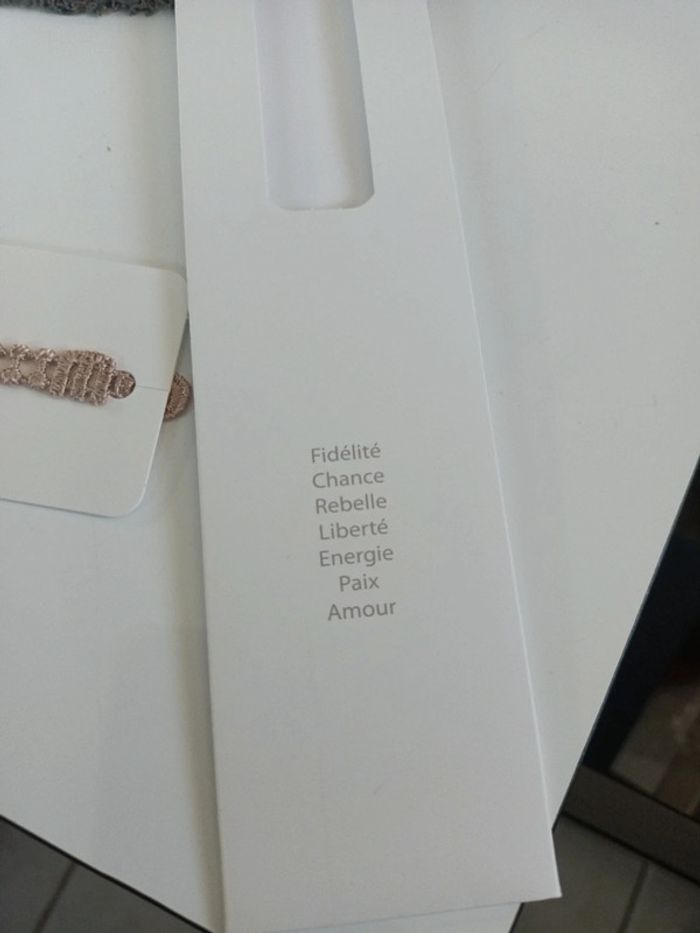 Fidélité
Chance
Rebelle
Liberté
Energie
Paix
Amour